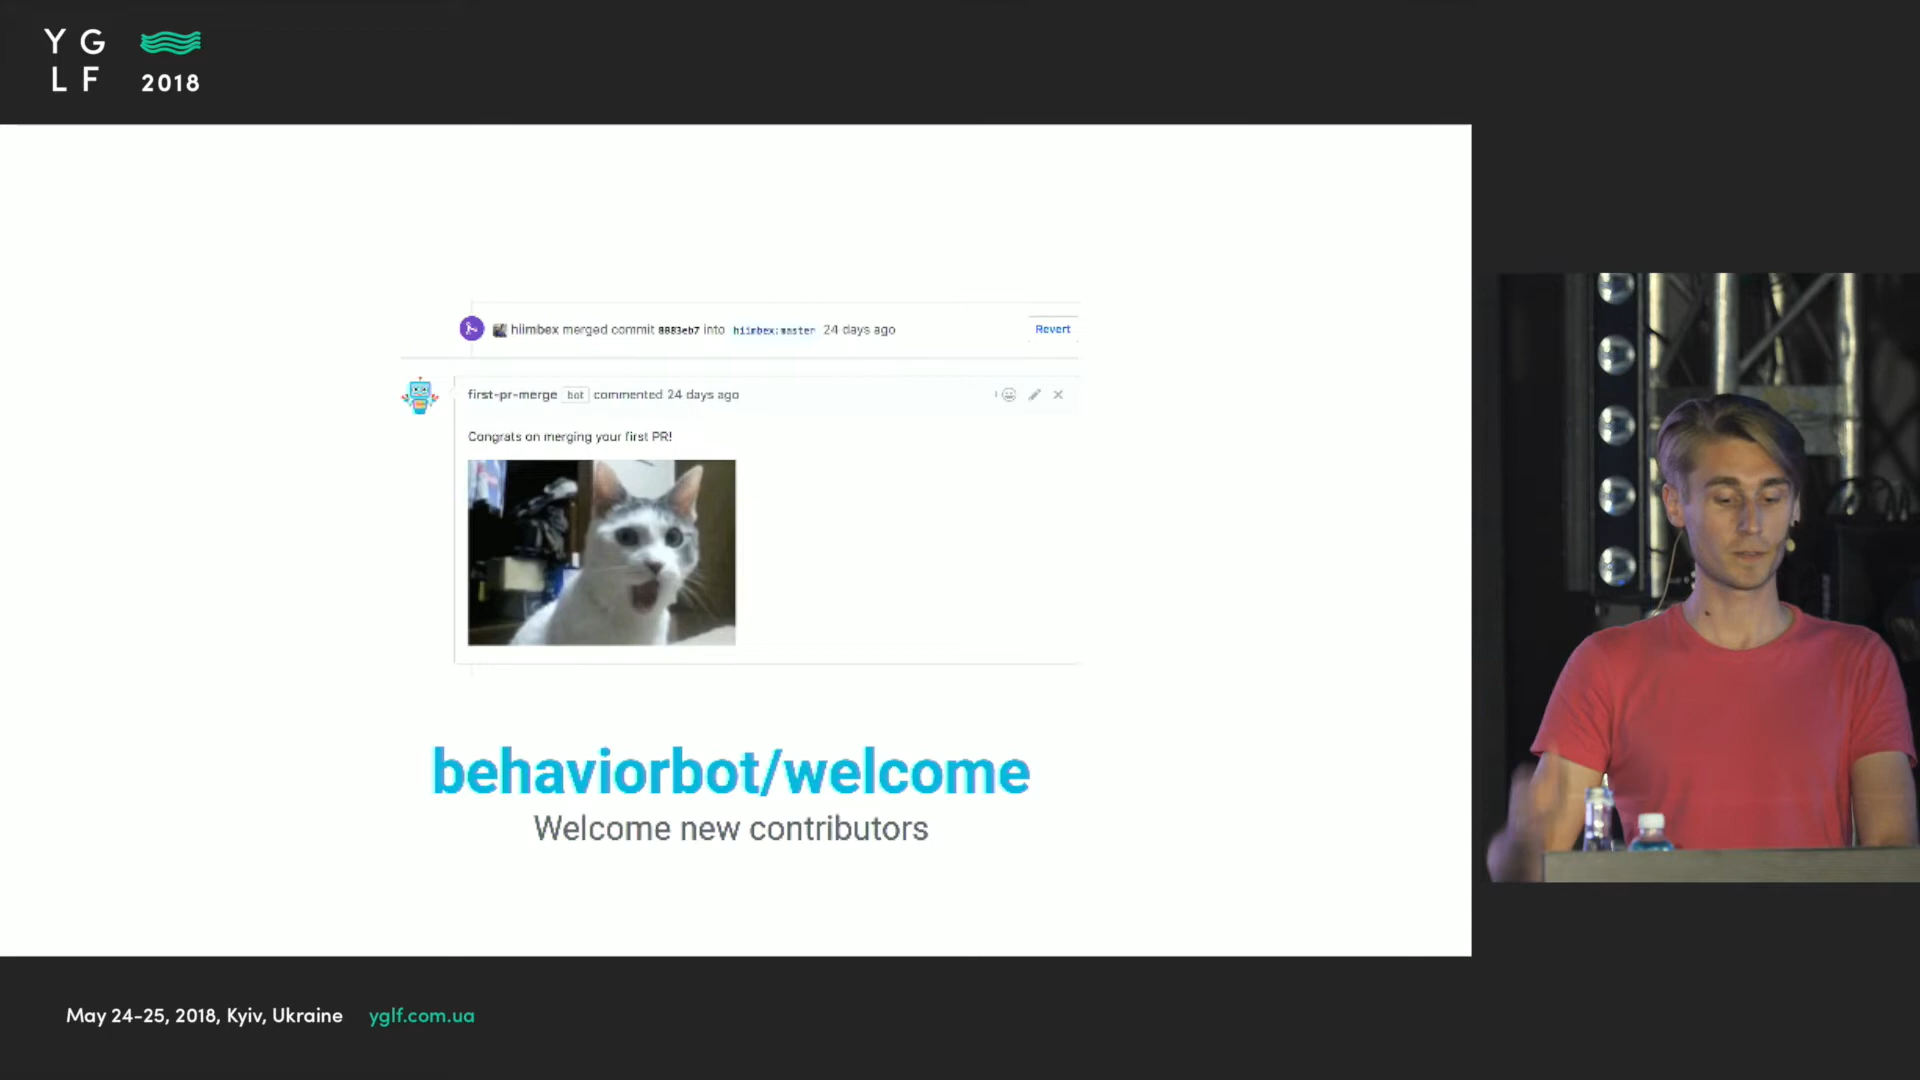 Y G
L F
2018
hiimbex merged commit 8883eb7 into hiimbex:master 24 days ago
Revert
first-pr-merge bot commented 24 days ago
Congrats on merging your first PR!
behaviorbot/welcome
Welcome new contributors
May 24-25, 2018, Kyiv, Ukraine yglf.com.ua